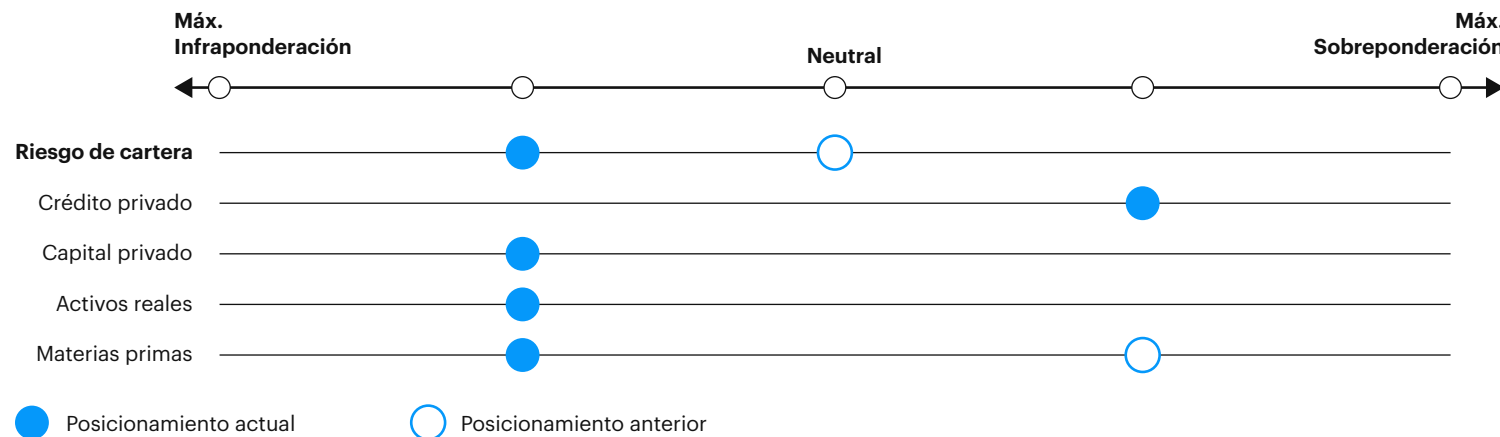 Máx.
Infraponderación
Neutral
Máx.
Sobreponderación
Riesgo de cartera
Crédito privado
Capital privado
Activos reales
Materias primas
Posicionamiento actual
Posicionamiento anterior